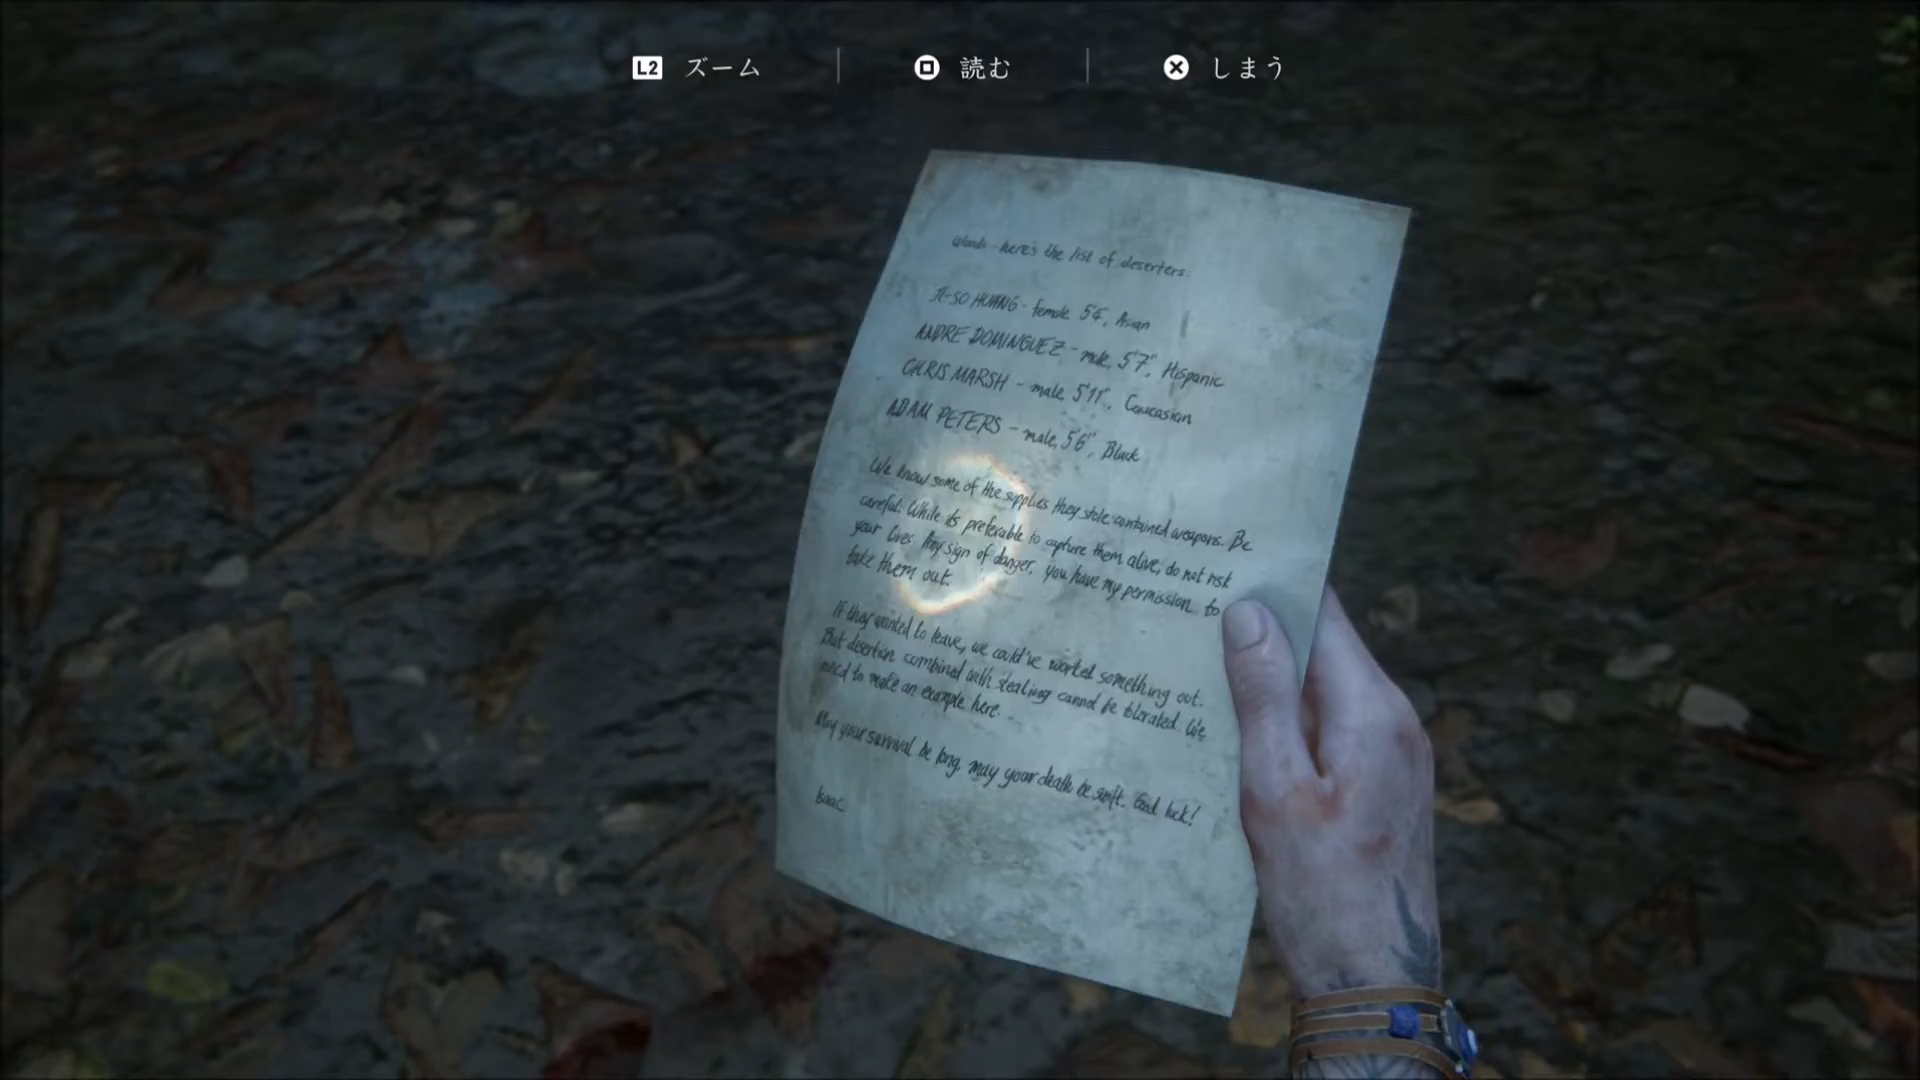 L2 ズーム 読む しまう
Woods - here's the list of deserters:
JI-SO HUANG - female 5'4", Asian
ANDRE DOMINGUEZ - male, 5'7", Hispanic
CHRIS MARSH - male, 5'11", Caucasian
ADAM PETERS - male, 5'6", Black
We know some of the supplies they stole contained weapons. Be
careful. While its preferable to capture them alive, do not risk
your lives. Any sign of danger, you have my permission to
take them out.
If they wanted to leave, we could've worked something out.
But desertion combined with stealing cannot be tolerated. We
need to make an example here.
May your survival be long, may your death be swift. Good luck!
Isaac